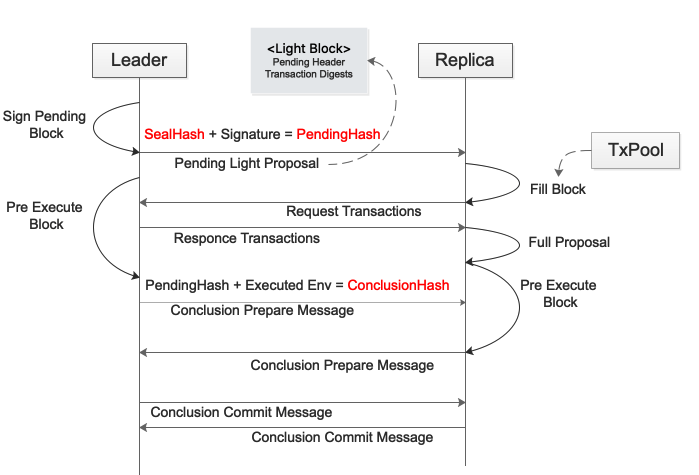 Leader
<Light Block>
Pending Header
Transaction Digests
Replica
Sign Pending
Block
SealHash + Signature = PendingHash
Pending Light Proposal
TxPool
Fill Block
Pre Execute
Block
Request Transactions
Responce Transactions
Full Proposal
PendingHash + Executed Env = ConclusionHash
Pre Execute
Block
Conclusion Prepare Message
Conclusion Prepare Message
Conclusion Commit Message
Conclusion Commit Message